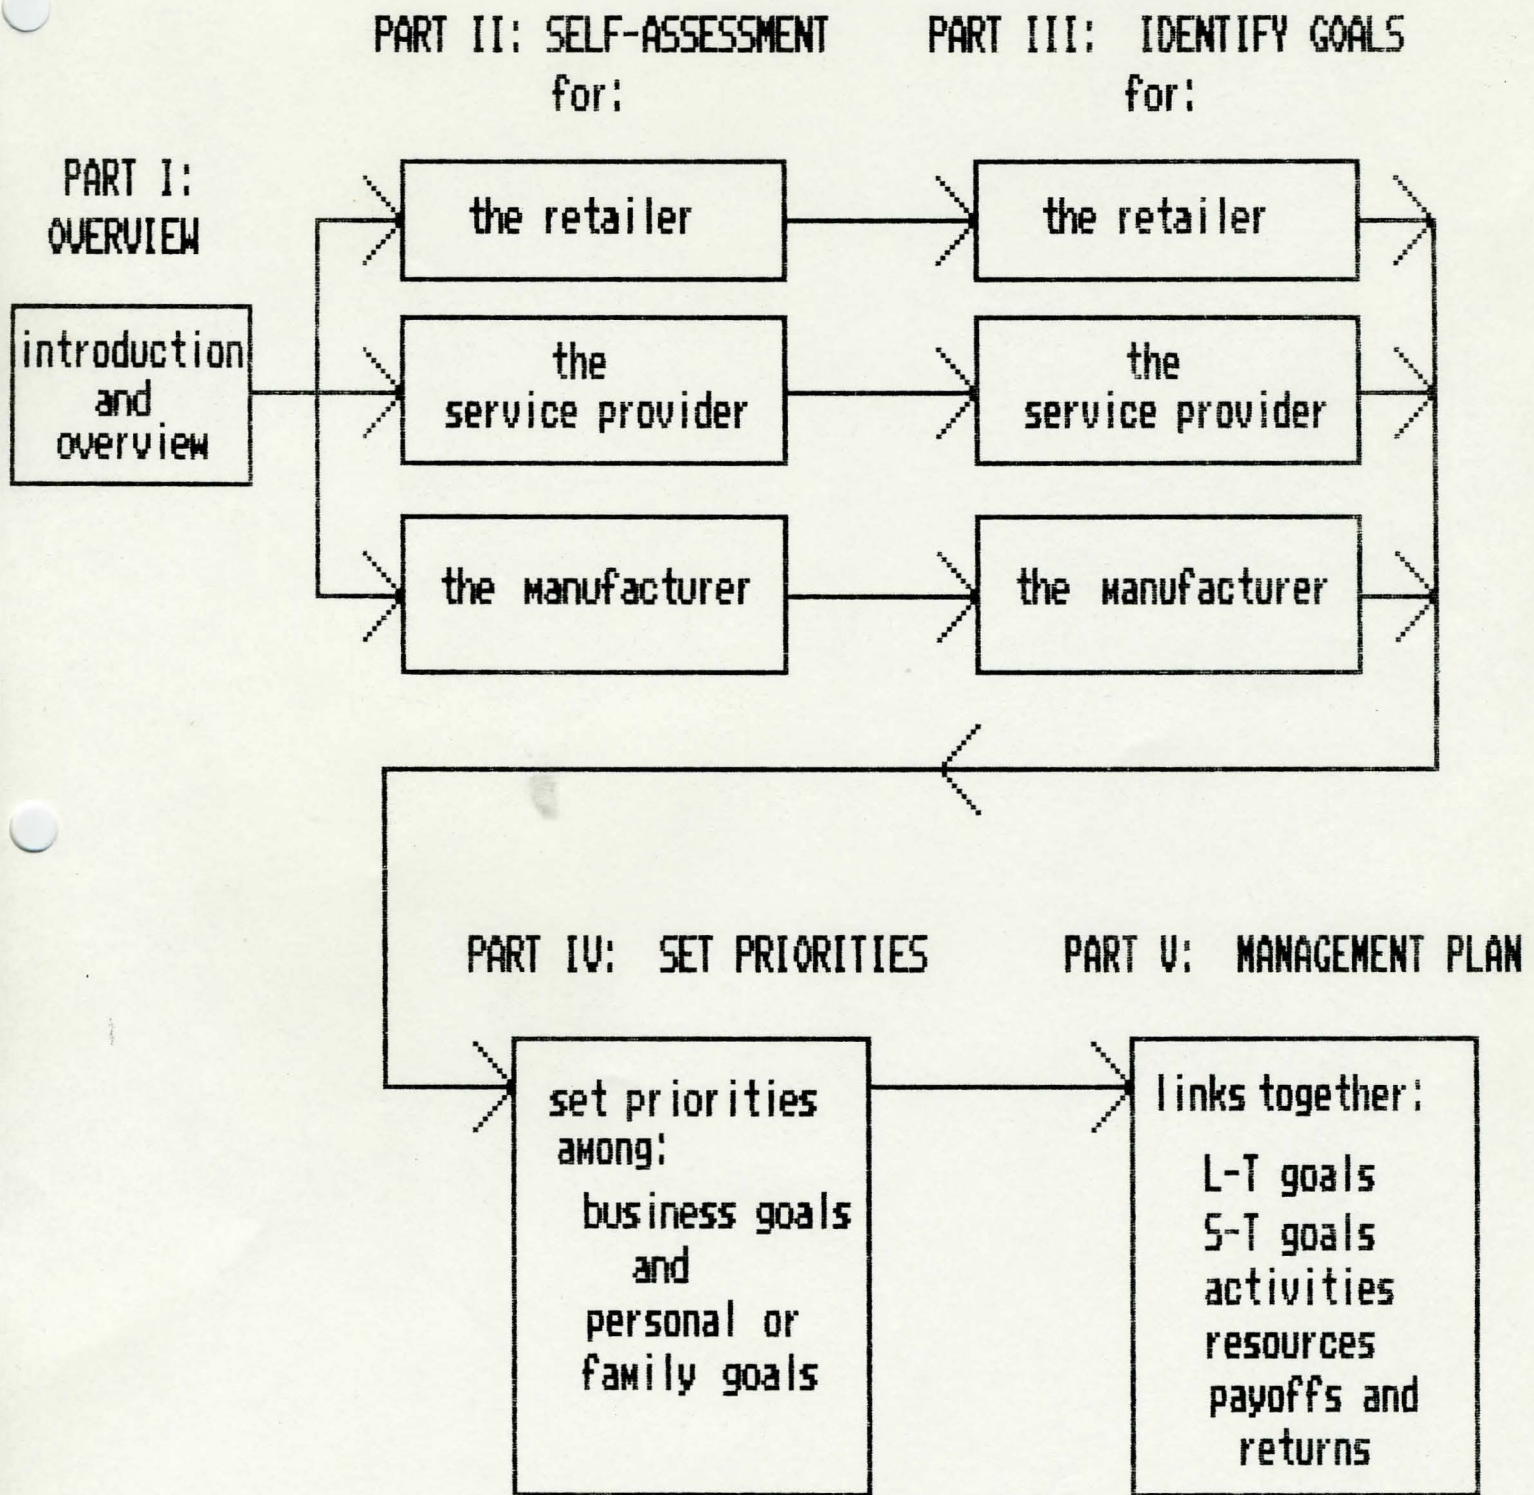 PART II: SELF-ASSESSMENT
for:
PART III: IDENTIFY GOALS
for:
PART I:
OVERVIEW
introduction
and
overview
the retailer
the retailer
the
service provider
the
service provider
the manufacturer
the manufacturer
PART IV: SET PRIORITIES
PART V: MANAGEMENT PLAN
set priorities
among:
business goals
and
personal or
family goals
links together:
L-T goals
S-T goals
activities
resources
payoffs and
returns